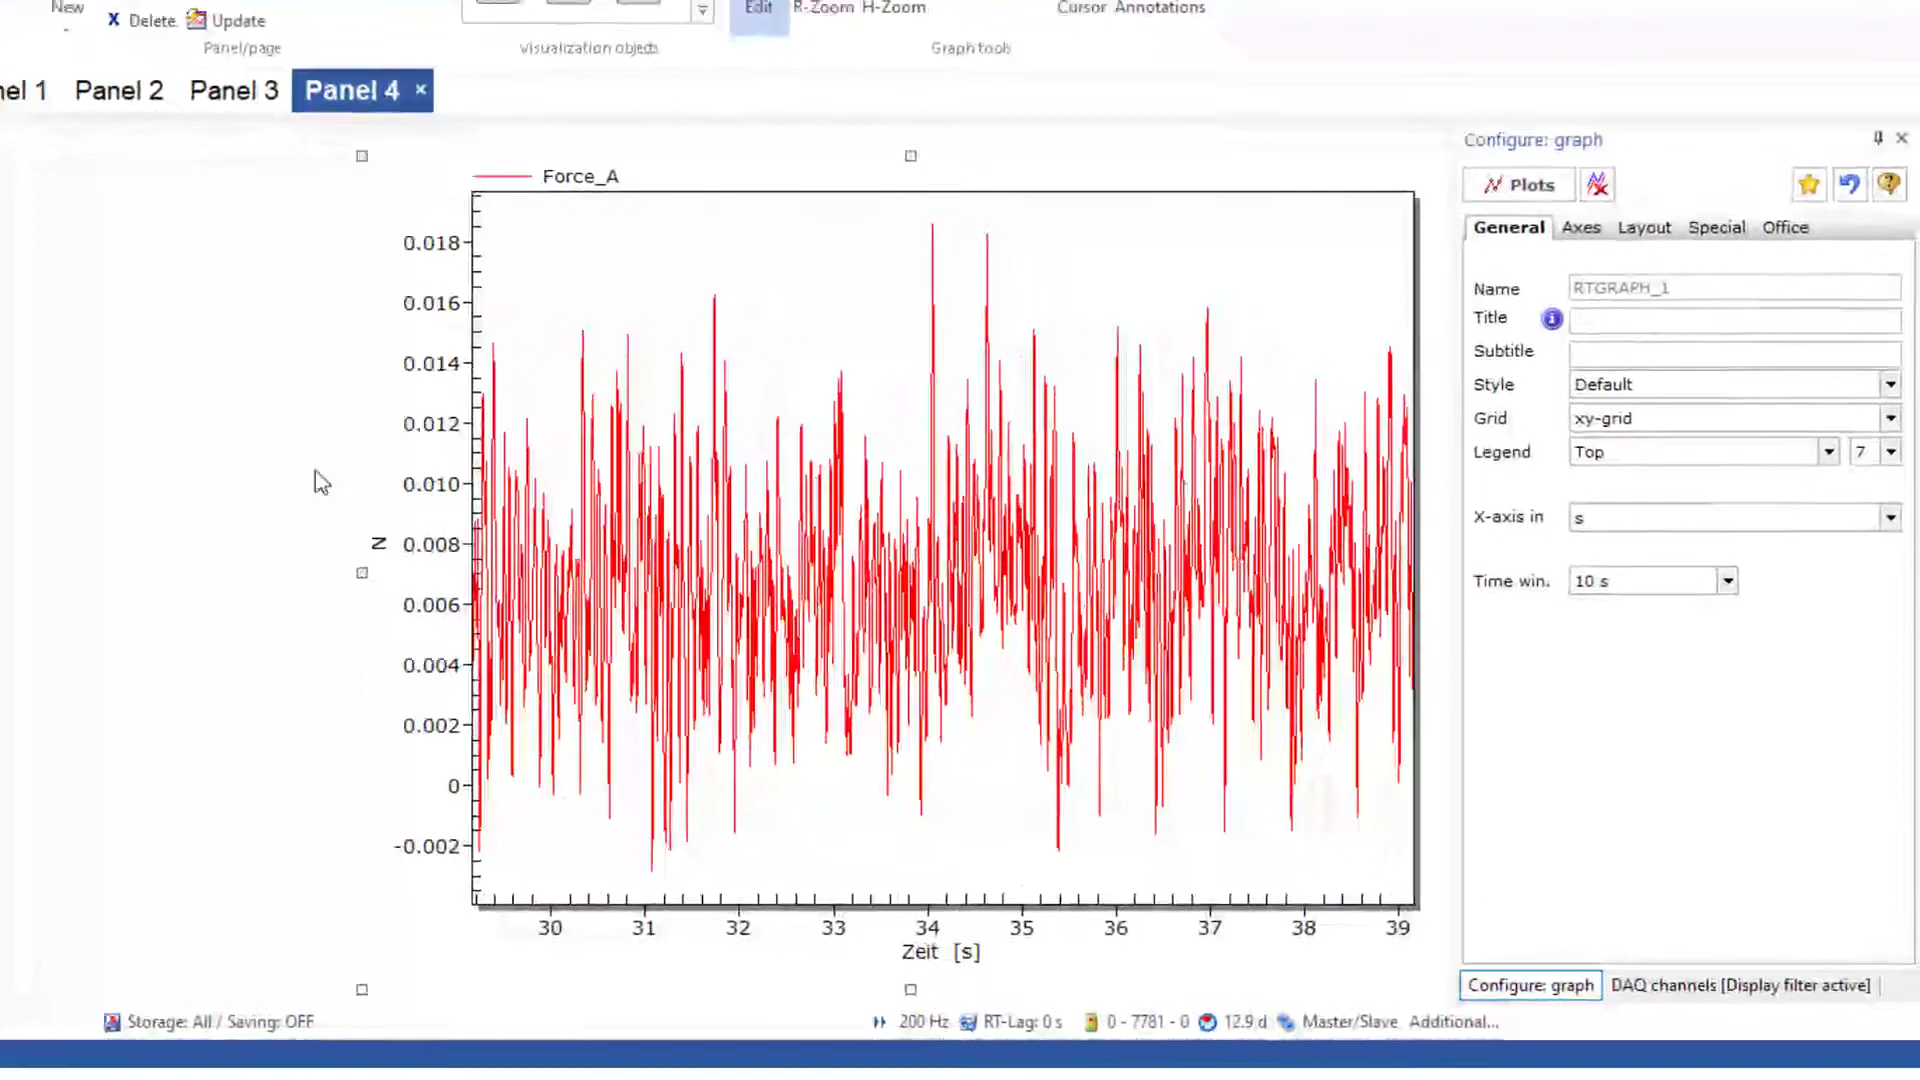 New
Edit R-Zoom H-Zoom
Cursor Annotations
X Delete Update
Panel/page
Visualization objects
Graph tools
nel 1 Panel 2 Panel 3 Panel 4 ×
Force_A
0.018
0.016
0.014
0.012
0.010
0.008
0.006
0.004
0.002
0
-0.002
N
30 31 32 33 34 35 36 37 38 39
Zeit [s]
Configure: graph
Plots
General Axes Layout Special Office
Name RTGRAPH_1
Title
Subtitle
Style Default
Grid xy-grid
Legend Top 7
X-axis in s
Time win. 10 s
Configure: graph DAQ channels [Display filter active]
Storage: All / Saving: OFF
200 Hz RT-Lag: 0 s 0 - 7781 - 0 12.9 d Master/Slave Additional...